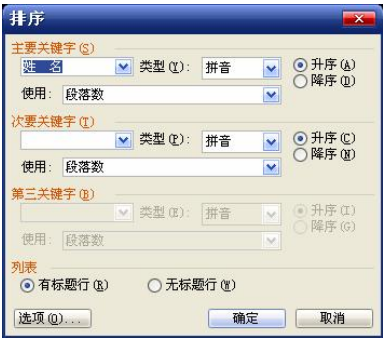 排序
主要关键字(S)
姓 名 类型(Y): 拼音 升序(A)
降序(D)
使用: 段落数
次要关键字(T)
类型(P): 拼音 升序(C)
降序(N)
使用: 段落数
第三关键字(B)
类型(E): 拼音 升序(I)
降序(G)
使用: 段落数
列表
有标题行(R) 无标题行(W)
选项(O)... 确定 取消